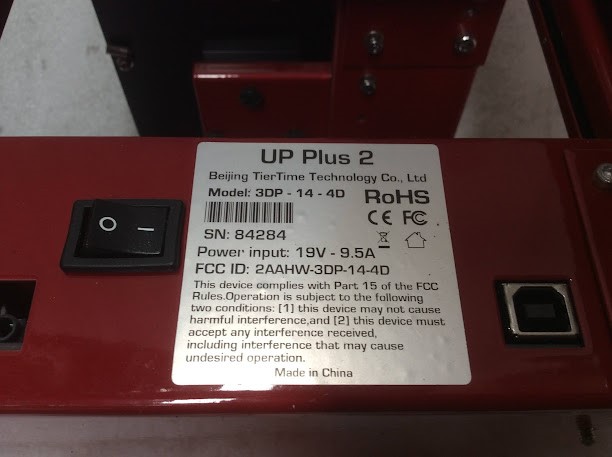 UP Plus 2
Beijing TierTime Technology Co., Ltd
Model: 3DP - 14 - 4D
RoHS
CE FC
SN: 84284
Power input: 19V - 9.5A
FCC ID: 2AAHW-3DP-14-4D
This device complies with Part 15 of the FCC
Rules.Operation is subject to the following
two conditions: [1] this device may not cause
harmful interference,and [2] this device must
accept any interference received,
including interference that may cause
undesired operation.
Made in China
O I